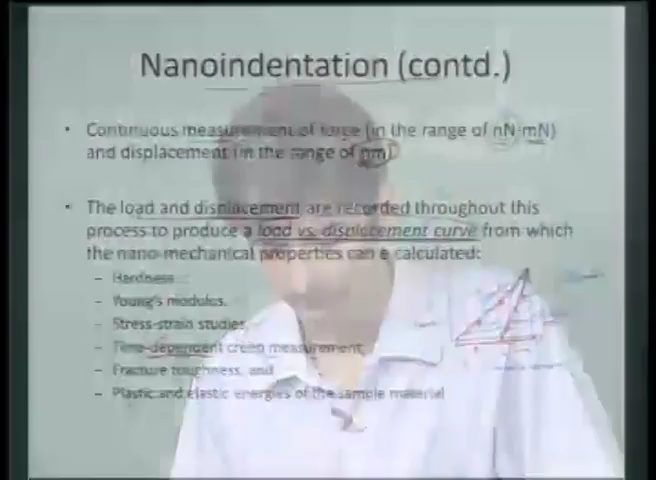 Nanoindentation (contd.)
• Continuous measurement of force (in the range of nN-mN)
and displacement (in the range of nm)
• The load and displacement are recorded throughout this
process to produce a load vs. displacement curve from which
the nano-mechanical properties can e calculated:
– Hardness
– Young's modulus,
– Stress-strain studies,
– Time-dependent creep measurement,
– Fracture toughness, and
– Plastic and elastic energies of the sample material